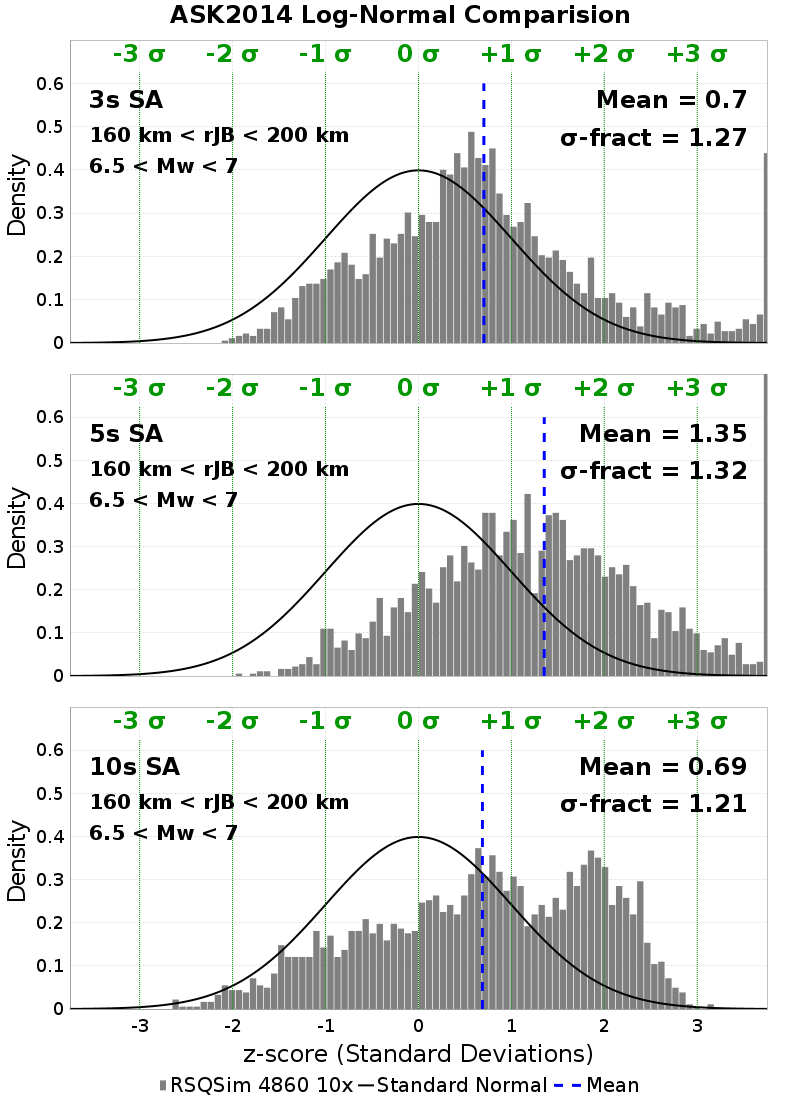 ASK2014 Log-Normal Comparision
-3 σ -2 σ -1 σ 0 σ +1 σ +2 σ +3 σ
0.6
3s SA Mean = 0.7
0.5
160 km < rJB < 200 km σ-fract = 1.27
6.5 < Mw < 7
0.4
0.3
0.2
0.1
0
Density
-3 σ -2 σ -1 σ 0 σ +1 σ +2 σ +3 σ
0.6
5s SA Mean = 1.35
0.5
160 km < rJB < 200 km σ-fract = 1.32
6.5 < Mw < 7
0.4
0.3
0.2
0.1
0
Density
-3 σ -2 σ -1 σ 0 σ +1 σ +2 σ +3 σ
0.6
10s SA Mean = 0.69
0.5
160 km < rJB < 200 km σ-fract = 1.21
6.5 < Mw < 7
0.4
0.3
0.2
0.1
0
Density
-3 -2 -1 0 1 2 3
z-score (Standard Deviations)
RSQSim 4860 10x Standard Normal Mean